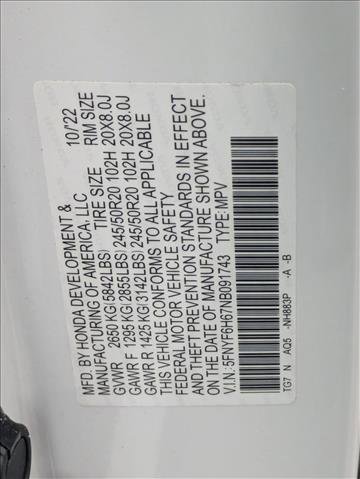 MFD. BY HONDA DEVELOPMENT & 10/'22
MANUFACTURING OF AMERICA, LLC
TIRE SIZE RIM SIZE
GVWR 2650 KG(5842LBS)
GAWR F 1295 KG(2855LBS) 245/50R20 102H 20X8.0J
GAWR R 1425 KG(3142LBS) 245/50R20 102H 20X8.0J
THIS VEHICLE CONFORMS TO ALL APPLICABLE
FEDERAL MOTOR VEHICLE SAFETY
AND THEFT PREVENTION STANDARDS IN EFFECT
ON THE DATE OF MANUFACTURE SHOWN ABOVE.
V.I.N.: 5FNYF6H67NB091743 TYPE: MPV
TG7 N AQ5 -NH883P -A -B